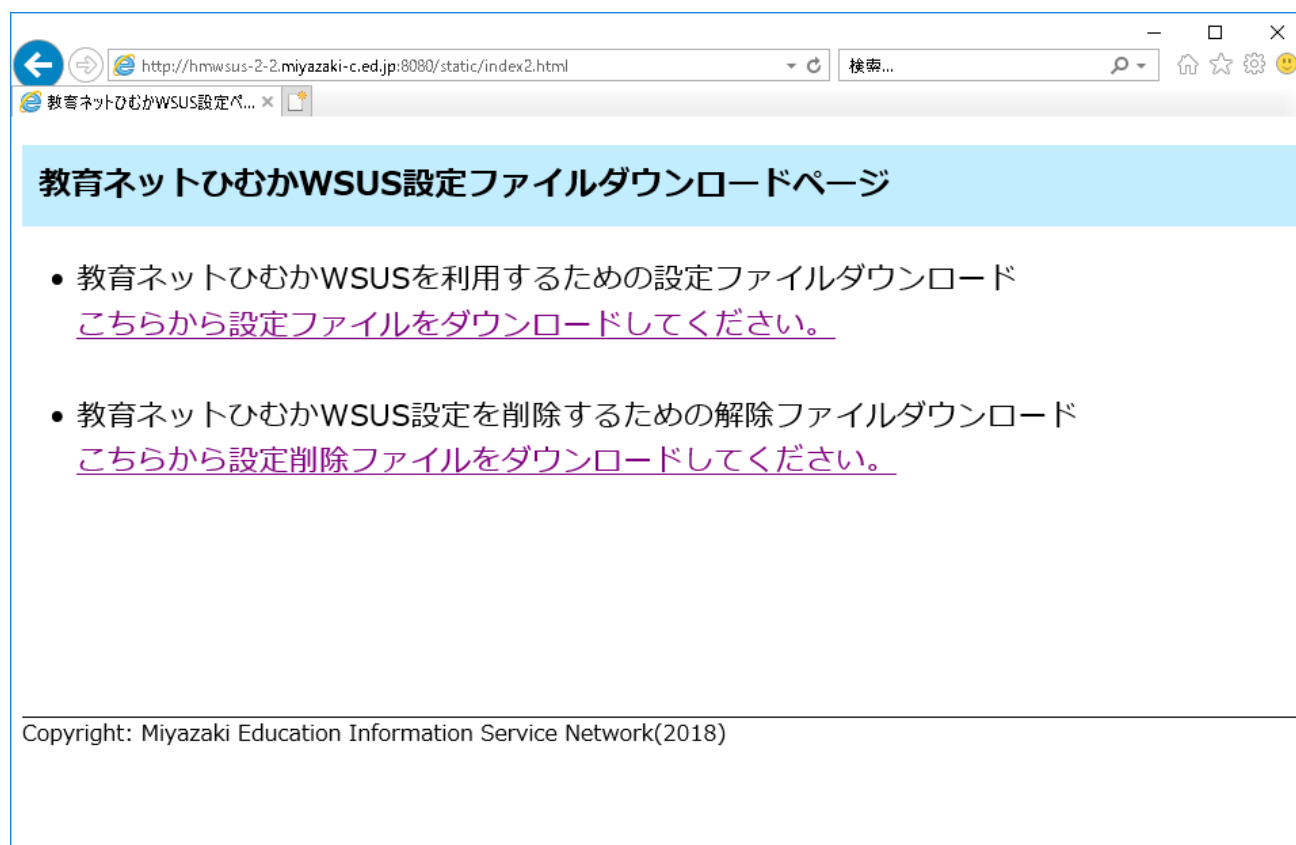 http://hmwsus-2-2.miyazaki-c.ed.jp:8080/static/index2.html
検索...
教育ネットひむかWSUS設定ペ...
教育ネットひむかWSUS設定ファイルダウンロードページ
• 教育ネットひむかWSUSを利用するための設定ファイルダウンロード
こちらから設定ファイルをダウンロードしてください。
• 教育ネットひむかWSUS設定を削除するための解除ファイルダウンロード
こちらから設定削除ファイルをダウンロードしてください。
Copyright: Miyazaki Education Information Service Network(2018)